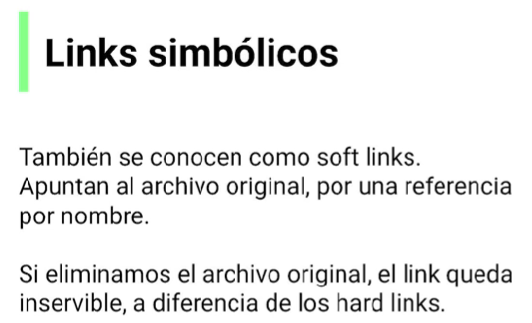 Links simbólicos
También se conocen como soft links.
Apuntan al archivo original, por una referencia
por nombre.
Si eliminamos el archivo original, el link queda
inservible, a diferencia de los hard links.